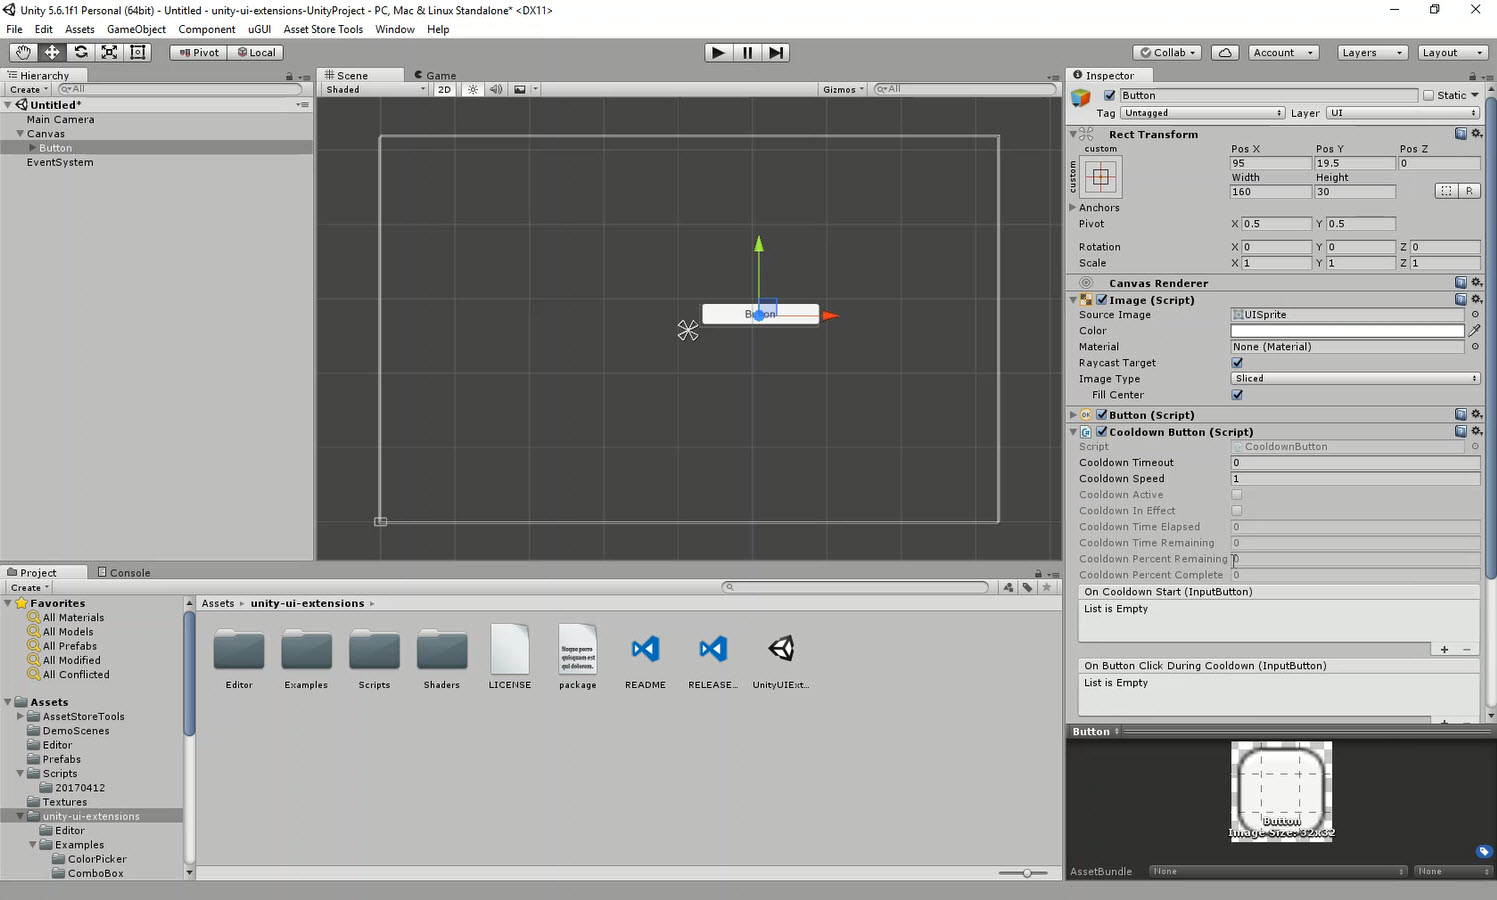 Unity 5.6.1f1 Personal (64bit) - Untitled - unity-ui-extensions-UnityProject - PC, Mac & Linux Standalone* <DX11>
File Edit Assets GameObject Component uGUI Asset Store Tools Window Help
Pivot Local Collab Account Layers Layout
Hierarchy
Create All
Untitled*
Main Camera
Canvas
Button
EventSystem
Scene Game
Shaded 2D Gizmos All
Button
Inspector
Button Static
Tag Untagged Layer UI
Rect Transform
custom Pos X Pos Y Pos Z
custom
95 19.5 0
Width Height
160 30 R
Anchors
Pivot X 0.5 Y 0.5
Rotation X 0 Y 0 Z 0
Scale X 1 Y 1 Z 1
Canvas Renderer
Image (Script)
Source Image UISprite
Color
Material None (Material)
Raycast Target
Image Type Sliced
Fill Center
Button (Script)
Cooldown Button (Script)
Script CooldownButton
Cooldown Timeout 0
Cooldown Speed 1
Cooldown Active
Cooldown In Effect
Cooldown Time Elapsed 0
Cooldown Time Remaining 0
Cooldown Percent Remaining 0
Cooldown Percent Complete 0
On Cooldown Start (InputButton)
List is Empty
On Button Click During Cooldown (InputButton)
List is Empty
Button
Button
Image Size: 32x32
AssetBundle None None
Project Console
Create
Favorites
All Materials
All Models
All Prefabs
All Modified
All Conflicted
Assets
AssetStoreTools
DemoScenes
Editor
Prefabs
Scripts
20170412
Textures
unity-ui-extensions
Editor
Examples
ColorPicker
ComboBox
Assets unity-ui-extensions
Neque porro
quisquam est
qui dolorem.
Editor Examples Scripts Shaders LICENSE package README RELEASE... UnityUIExt...